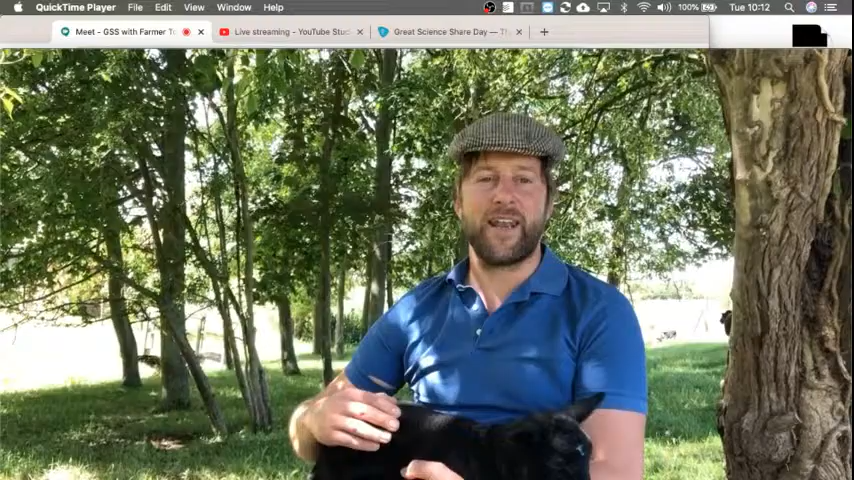 QuickTime Player File Edit View Window Help 100% Tue 10:12
Meet - GSS with Farmer To Live streaming - YouTube Stud Great Science Share Day — Th